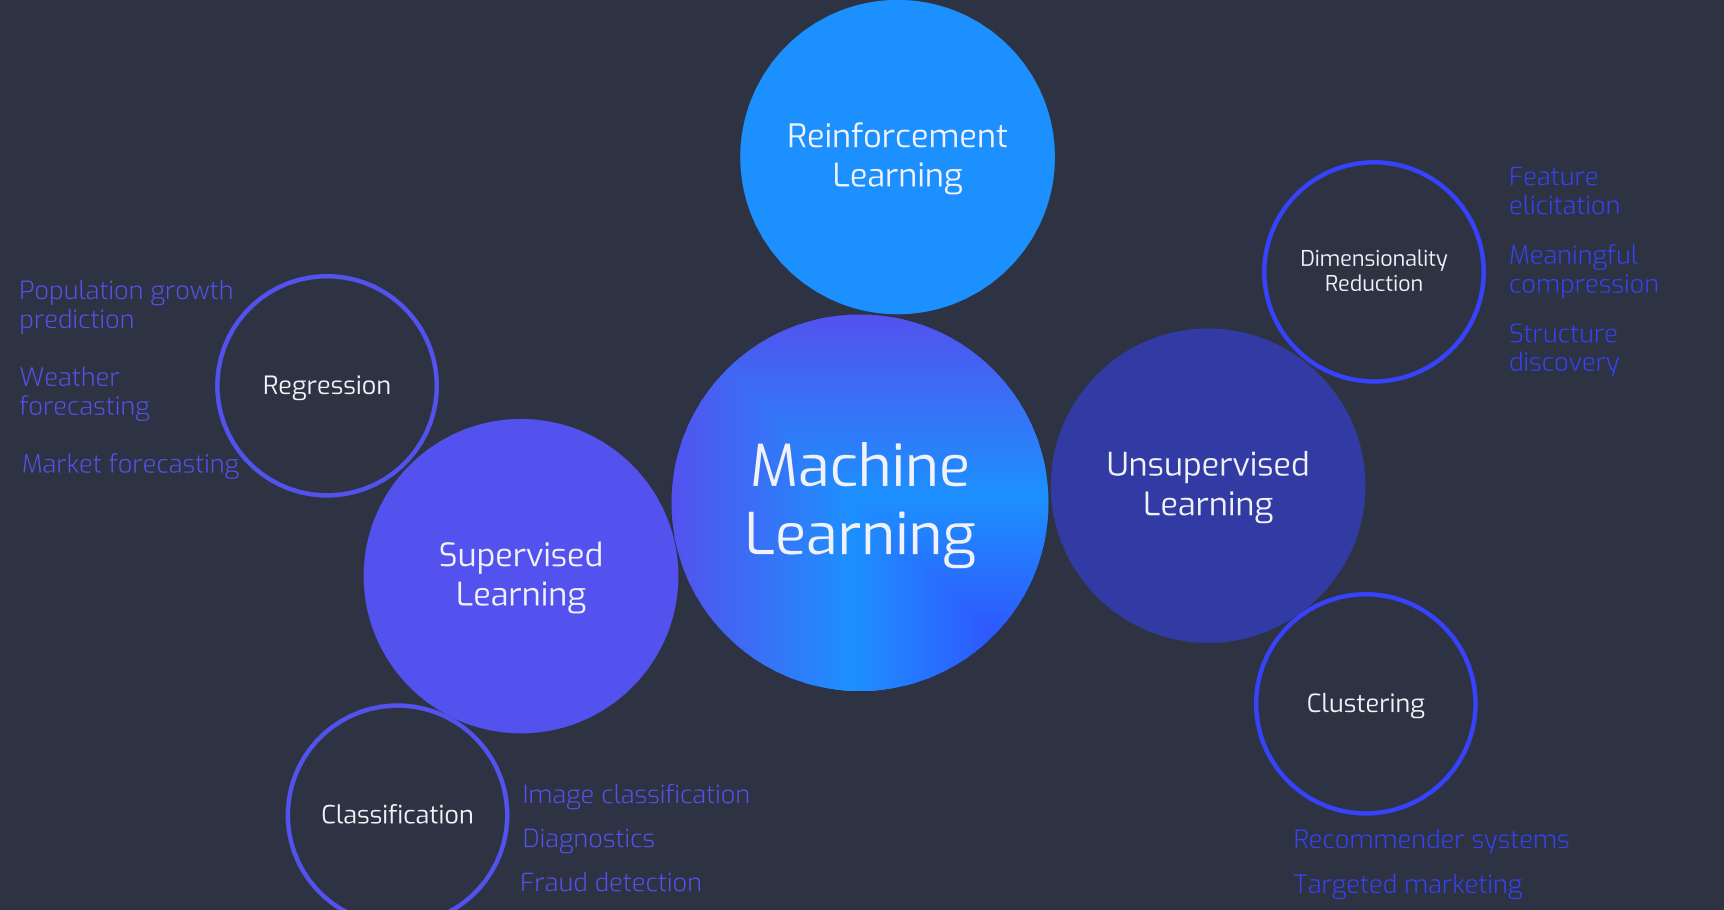 Reinforcement
Learning
Dimensionality
Reduction
Feature
elicitation
Meaningful
compression
Structure
discovery
Population growth
prediction
Weather
forecasting
Market forecasting
Regression
Supervised
Learning
Machine
Learning
Unsupervised
Learning
Clustering
Recommender systems
Targeted marketing
Classification
Image classification
Diagnostics
Fraud detection